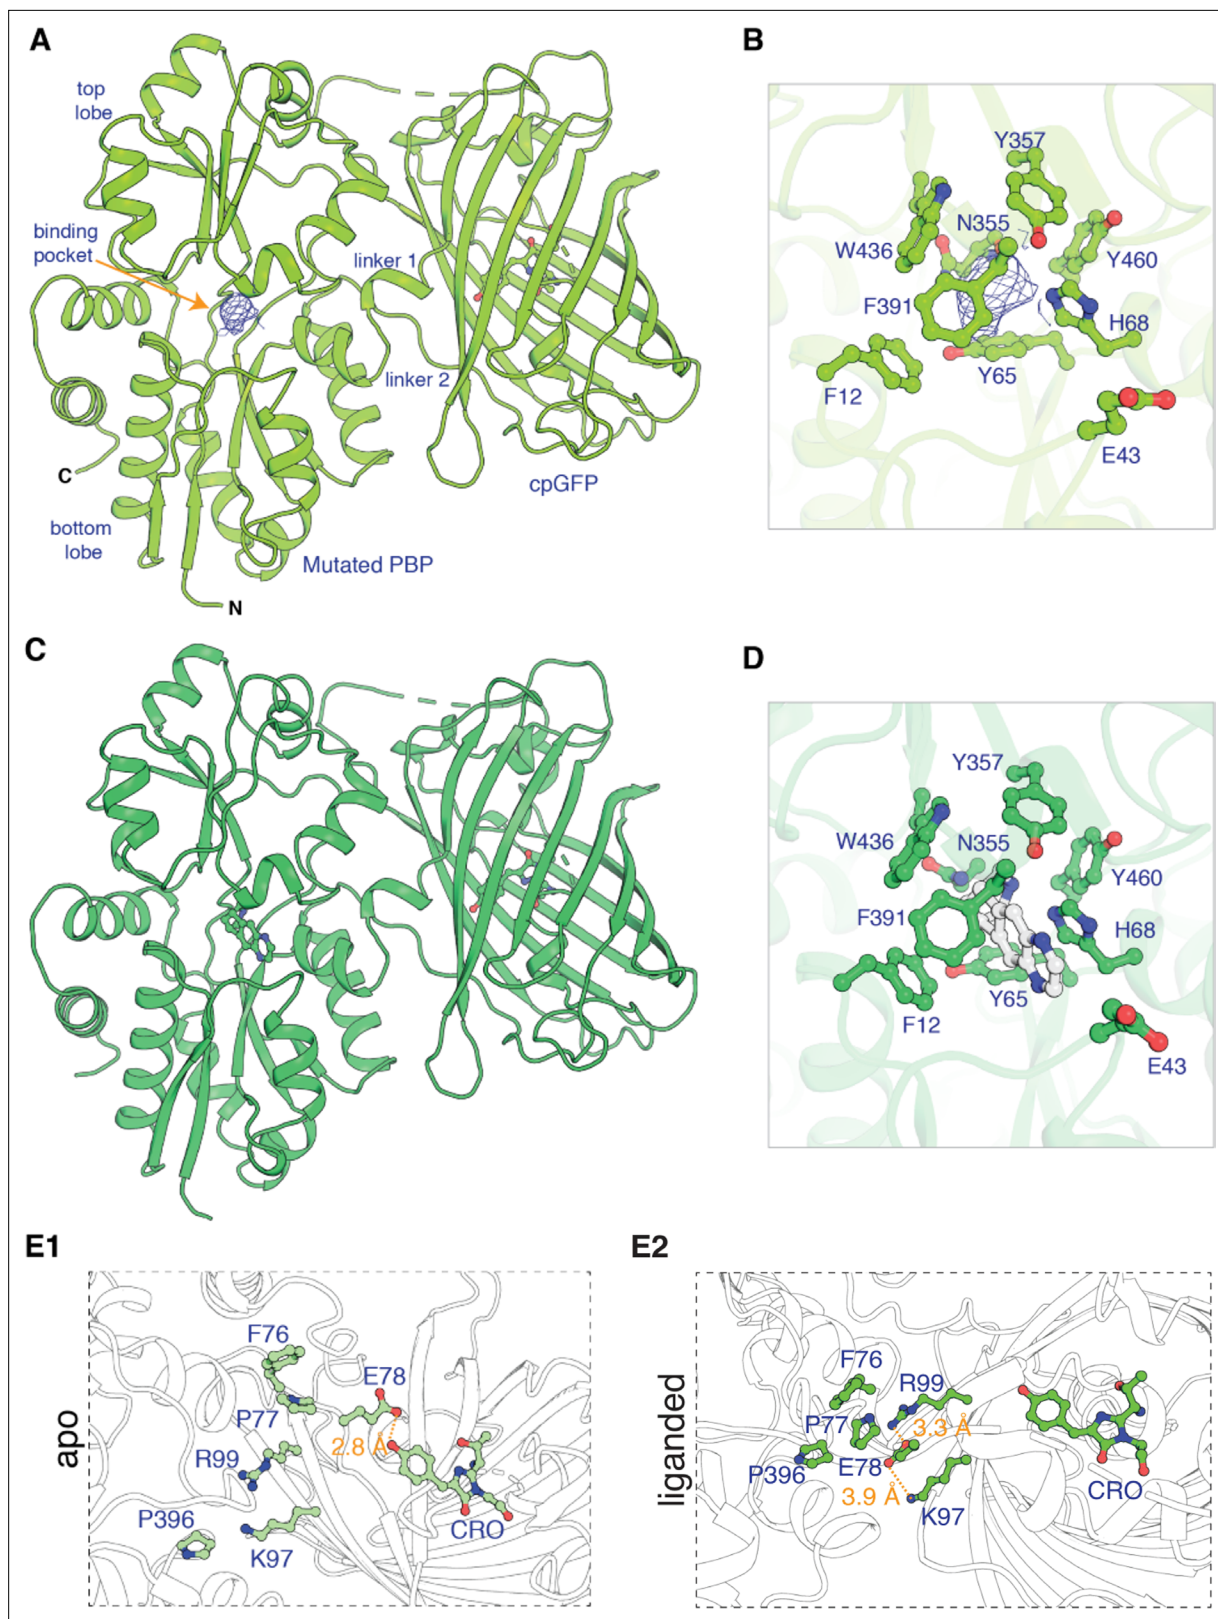 A
top
lobe
binding
pocket
linker 1
linker 2
C
cpGFP
bottom
lobe
Mutated PBP
N
B
Y357
N355
W436
Y460
F391
H68
Y65
F12
E43
C
D
Y357
W436
N355
Y460
F391
H68
Y65
F12
E43
E1
apo
F76
E78
P77
2.8 Å
R99
P396
CRO
K97
E2
liganded
F76
R99
P77
3.3 Å
P396
E78
3.9 Å
CRO
K97